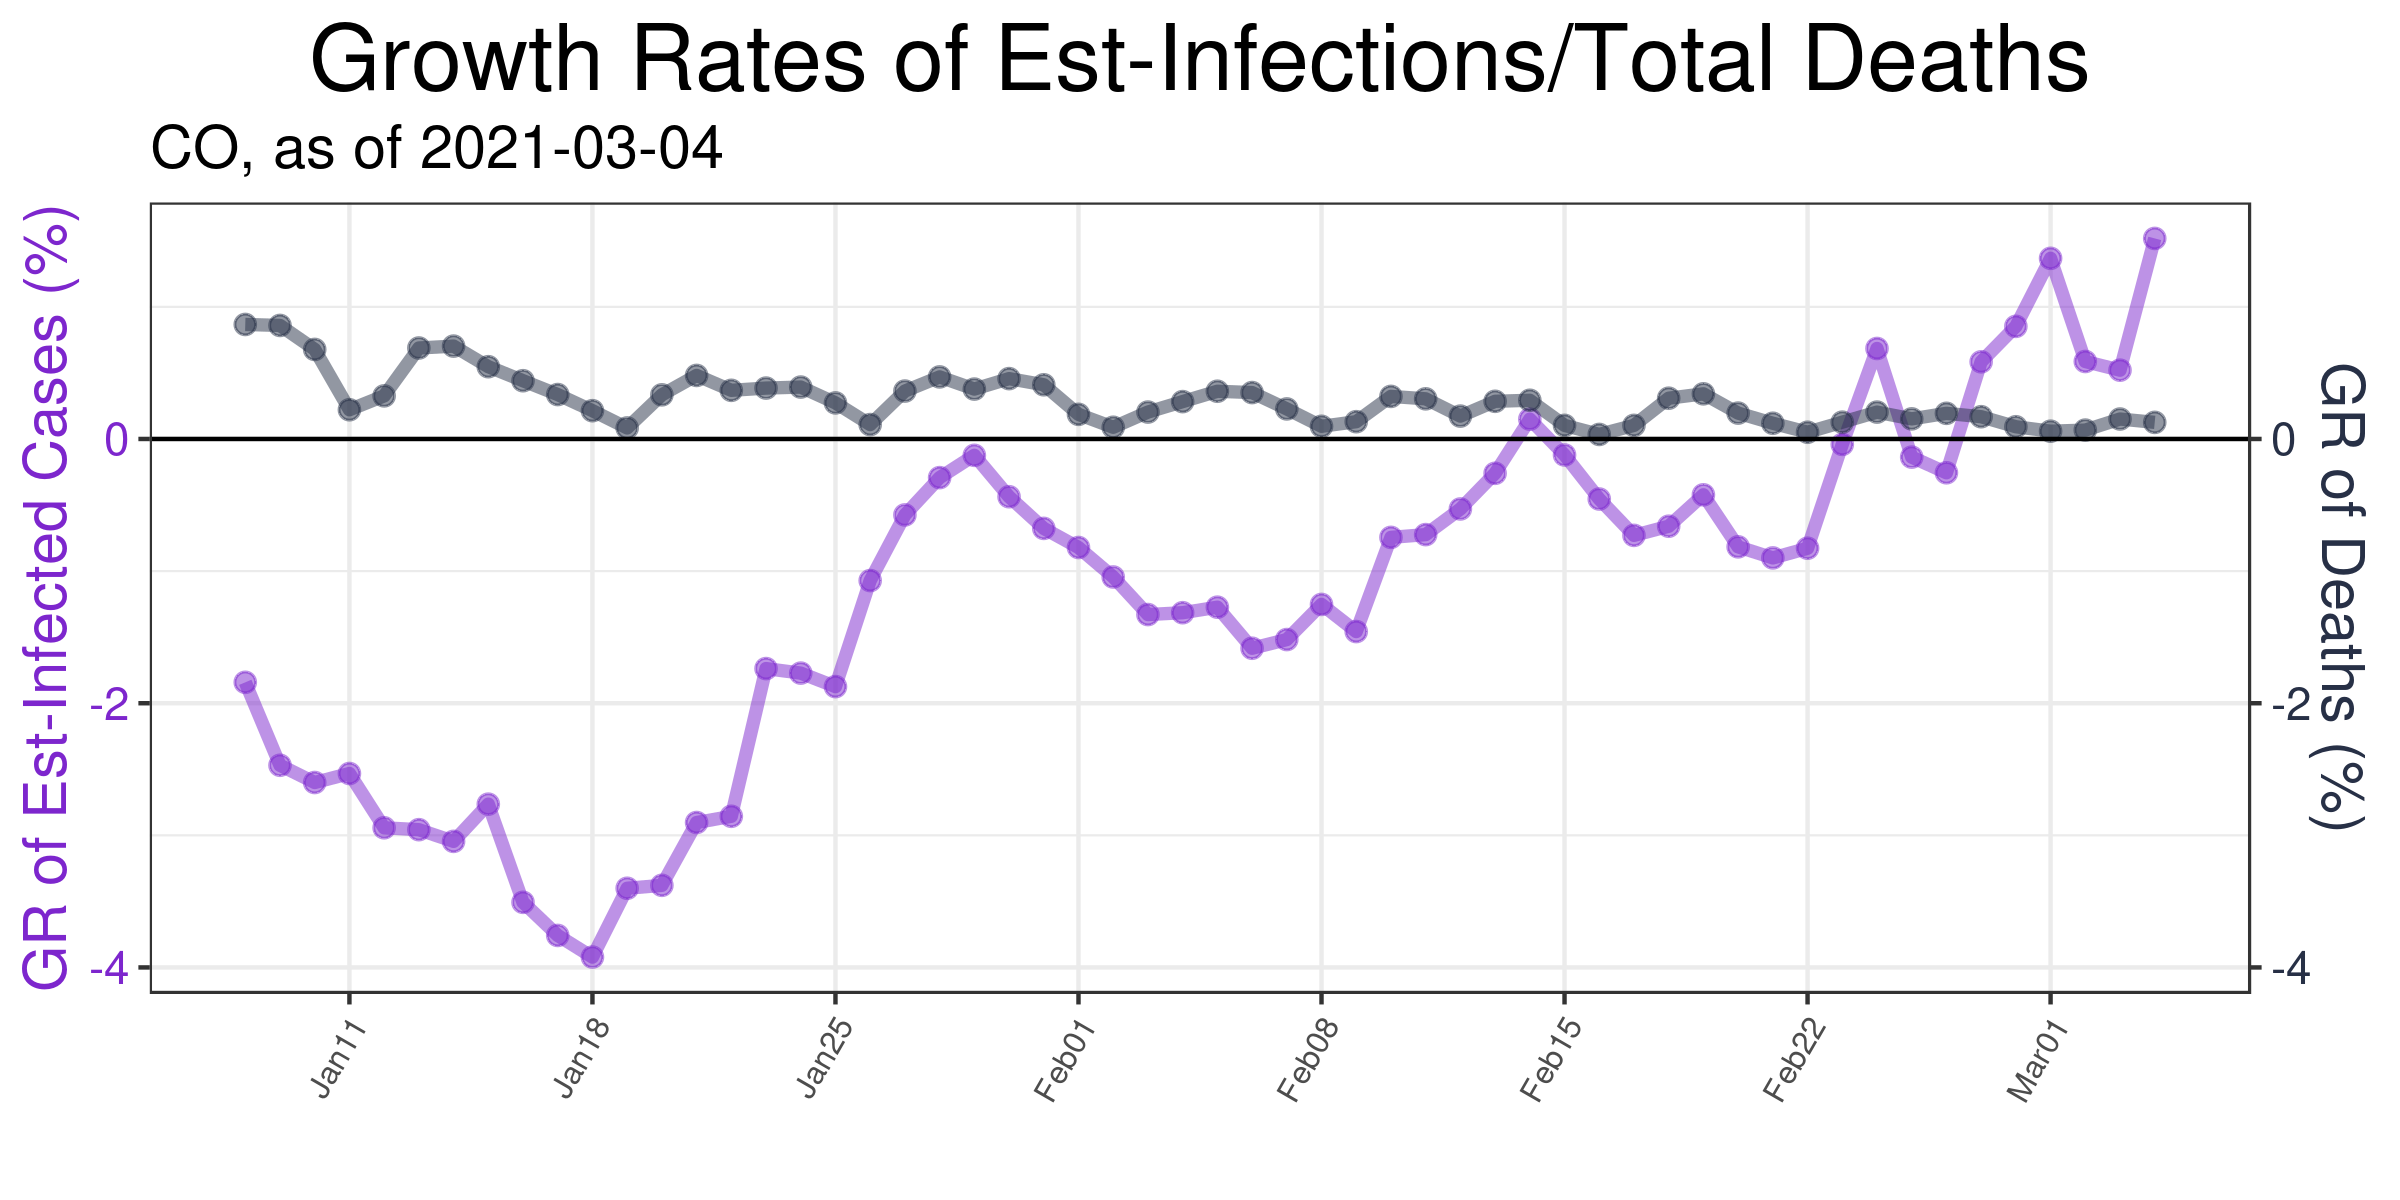 Growth Rates of Est-Infections/Total Deaths
CO, as of 2021-03-04
GR of Est-Infected Cases (%)
0
-2
-4
0
-2
-4
GR of Deaths (%)
Jan11
Jan18
Jan25
Feb01
Feb08
Feb15
Feb22
Mar01